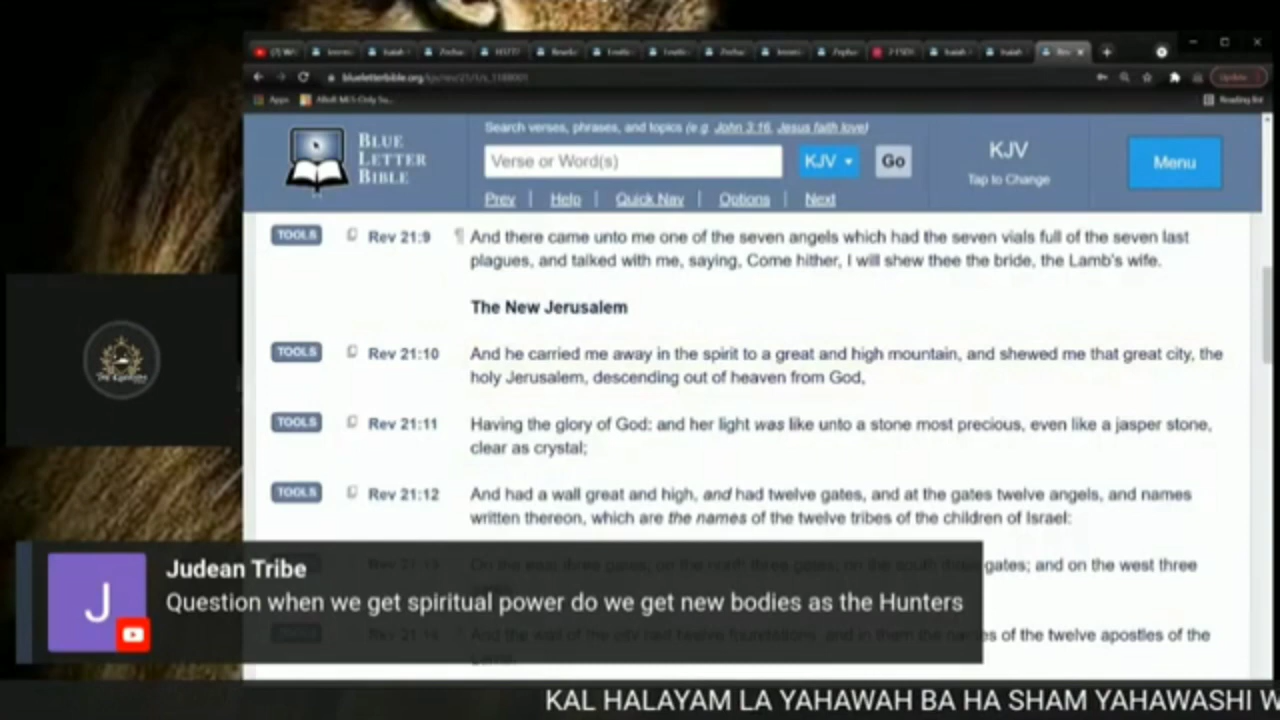 blueletterbible.org
Apps
Reading list
BLUE
LETTER
BIBLE
Search verses, phrases, and topics (e.g. John 3:16, Jesus faith love)
Verse or Word(s)
KJV
Go
KJV
Tap to Change
Menu
Prev | Help | Quick Nav | Options | Next
TOOLS Rev 21:9 ¶ And there came unto me one of the seven angels which had the seven vials full of the seven last
plagues, and talked with me, saying, Come hither, I will shew thee the bride, the Lamb's wife.
The New Jerusalem
TOOLS Rev 21:10 And he carried me away in the spirit to a great and high mountain, and shewed me that great city, the
holy Jerusalem, descending out of heaven from God,
TOOLS Rev 21:11 Having the glory of God: and her light was like unto a stone most precious, even like a jasper stone,
clear as crystal;
TOOLS Rev 21:12 And had a wall great and high, and had twelve gates, and at the gates twelve angels, and names
written thereon, which are the names of the twelve tribes of the children of Israel:
gates; and on the west three
of the twelve apostles of the
J
Judean Tribe
Question when we get spiritual power do we get new bodies as the Hunters
KAL HALAYAM LA YAHAWAH BA HA SHAM YAHAWASHI W